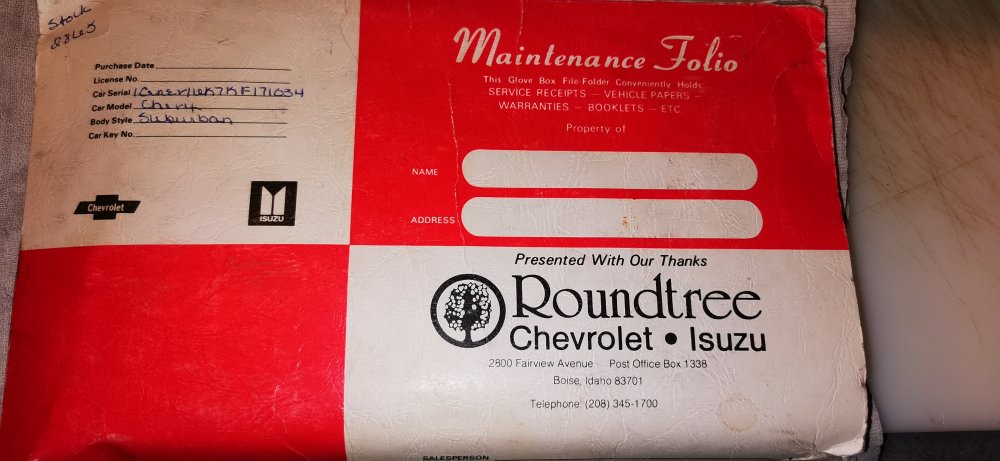 Stock
Purchase Date
License No.
Car Serial
Car Model Chevy
Body Style Suburban
Car Key No.
Chevrolet
ISUZU
Maintenance Folio
This Glove Box File Folder Conveniently Holds:
SERVICE RECEIPTS — VEHICLE PAPERS —
WARRANTIES — BOOKLETS — ETC.
Property of
NAME
ADDRESS
Presented With Our Thanks
Roundtree
Chevrolet • Isuzu
2800 Fairview Avenue Post Office Box 1338
Boise, Idaho 83701
Telephone: (208) 345-1700
SALESPERSON